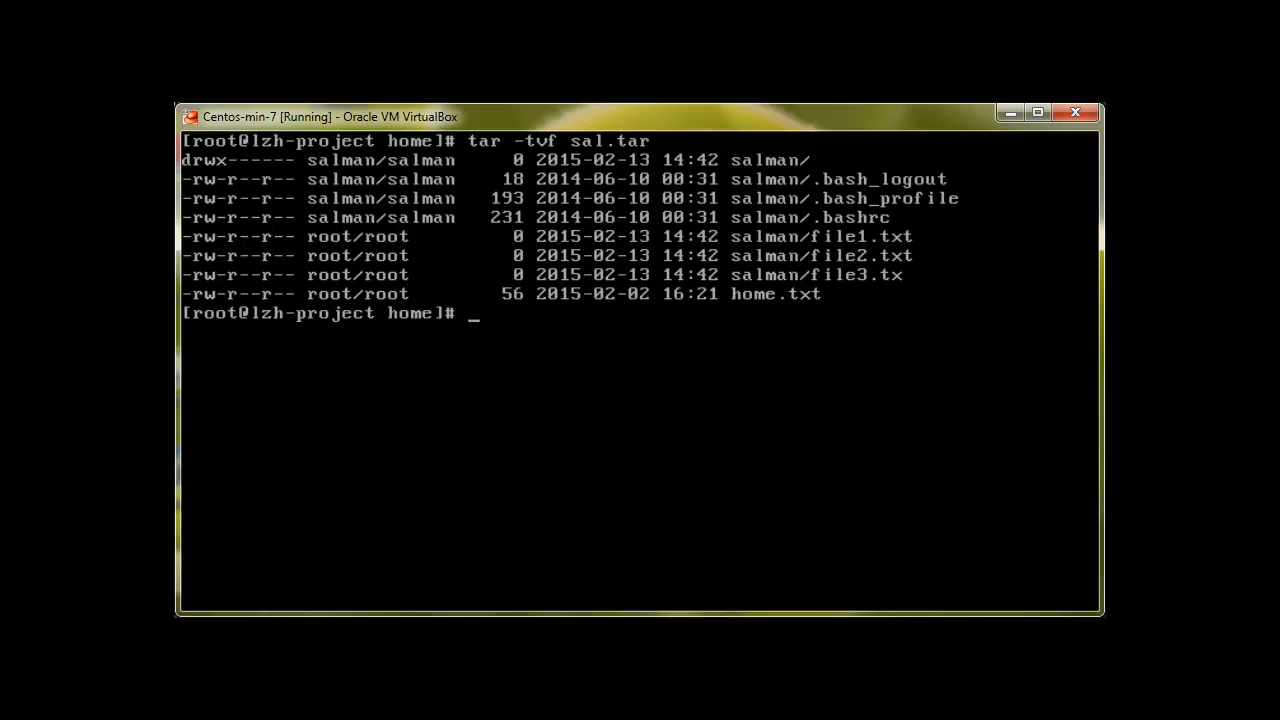 Centos-min-7 [Running] - Oracle VM VirtualBox
[root@lzh-project home]# tar -tvf sal.tar
drwx------ salman/salman     0 2015-02-13 14:42 salman/
-rw-r--r-- salman/salman    18 2014-06-10 00:31 salman/.bash_logout
-rw-r--r-- salman/salman   193 2014-06-10 00:31 salman/.bash_profile
-rw-r--r-- salman/salman   231 2014-06-10 00:31 salman/.bashrc
-rw-r--r-- root/root         0 2015-02-13 14:42 salman/file1.txt
-rw-r--r-- root/root         0 2015-02-13 14:42 salman/file2.txt
-rw-r--r-- root/root         0 2015-02-13 14:42 salman/file3.tx
-rw-r--r-- root/root        56 2015-02-02 16:21 home.txt
[root@lzh-project home]# _